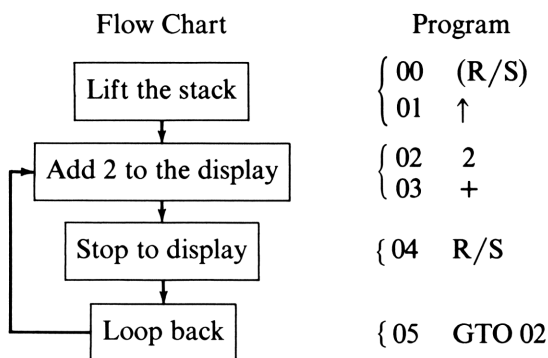 Flow Chart Program
Lift the stack
00 (R/S)
01 ↑
Add 2 to the display
02 2
03 +
Stop to display
04 R/S
Loop back
05 GTO 02